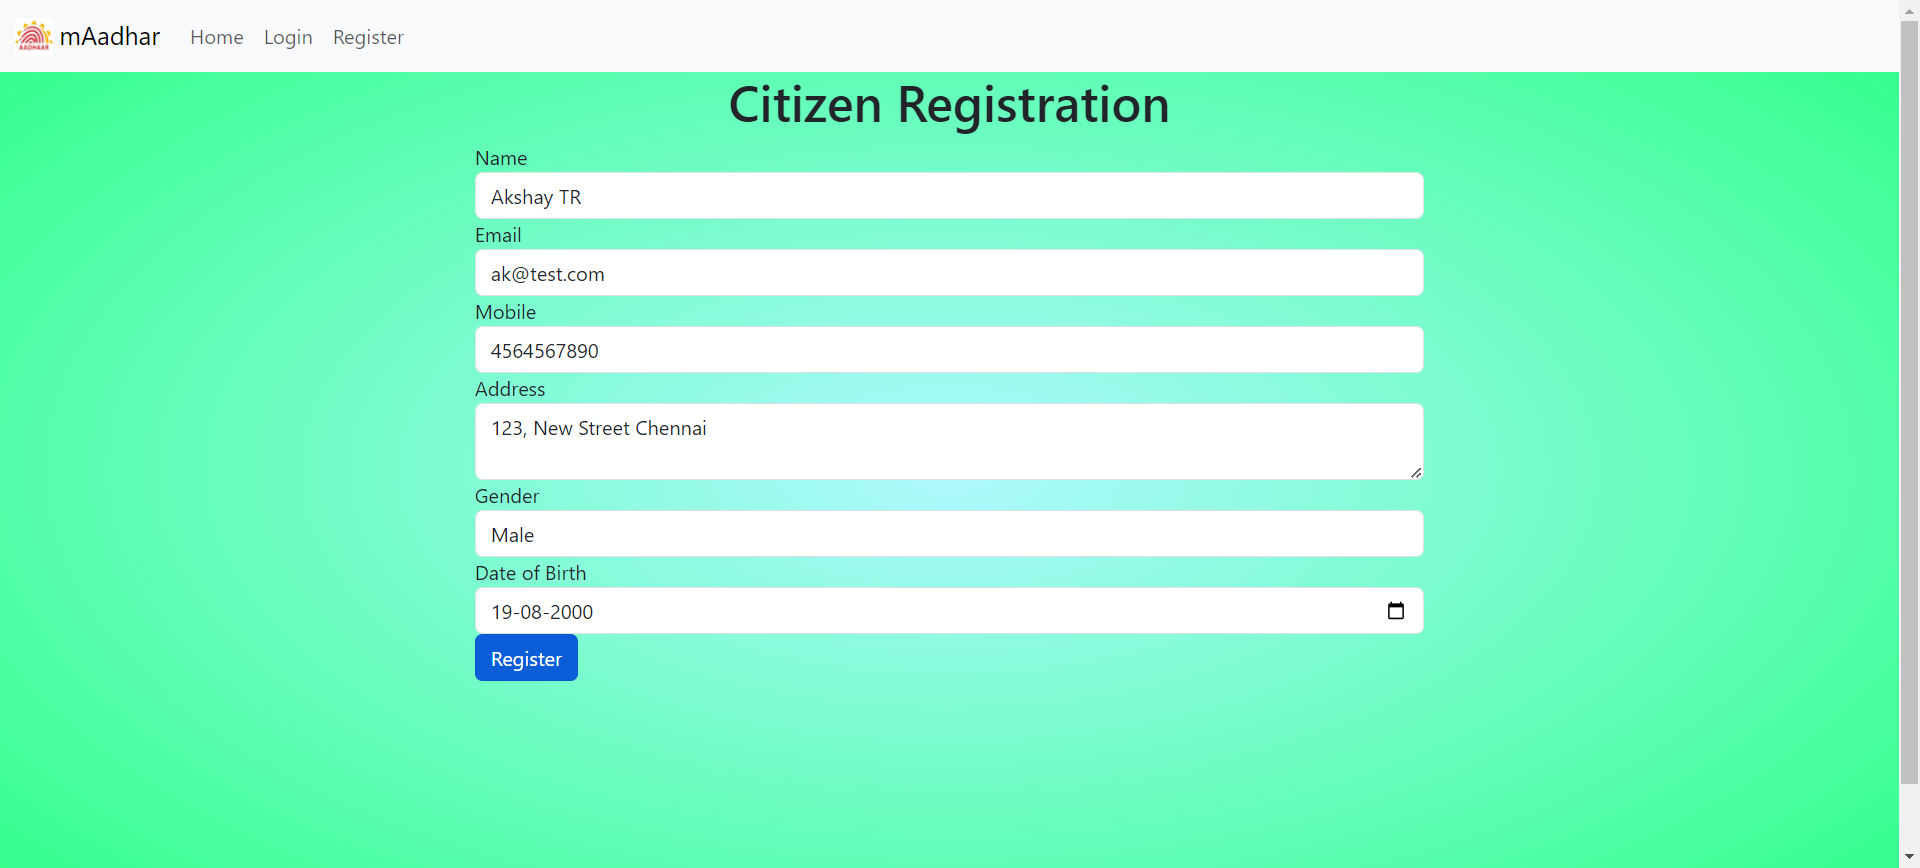 AADHAAR
mAadhar Home Login Register
Citizen Registration
Name
Akshay TR
Email
ak@test.com
Mobile
4564567890
Address
123, New Street Chennai
Gender
Male
Date of Birth
19-08-2000
Register